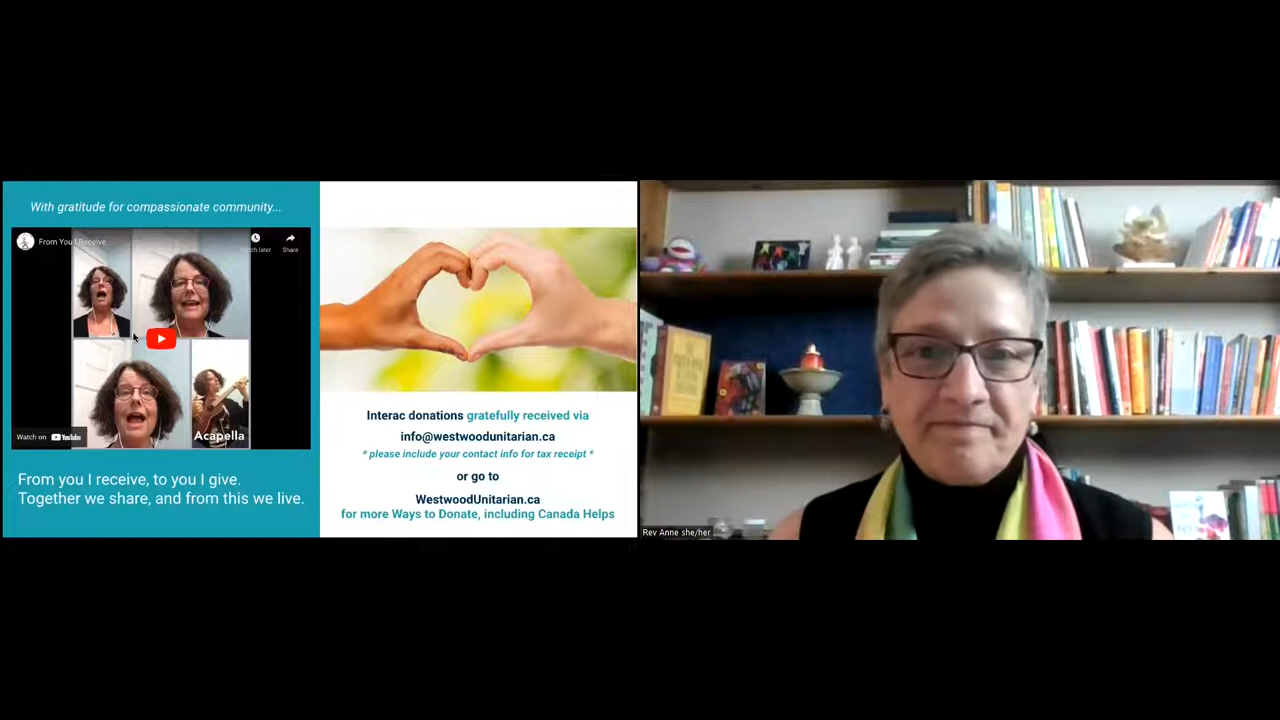 With gratitude for compassionate community...
From You I Receive
Watch later
Share
Watch on YouTube
Acapella
From you I receive, to you I give.
Together we share, and from this we live.
Interac donations gratefully received via
info@westwoodunitarian.ca
* please include your contact info for tax receipt *
or go to
WestwoodUnitarian.ca
for more Ways to Donate, including Canada Helps
Rev Anne she/her